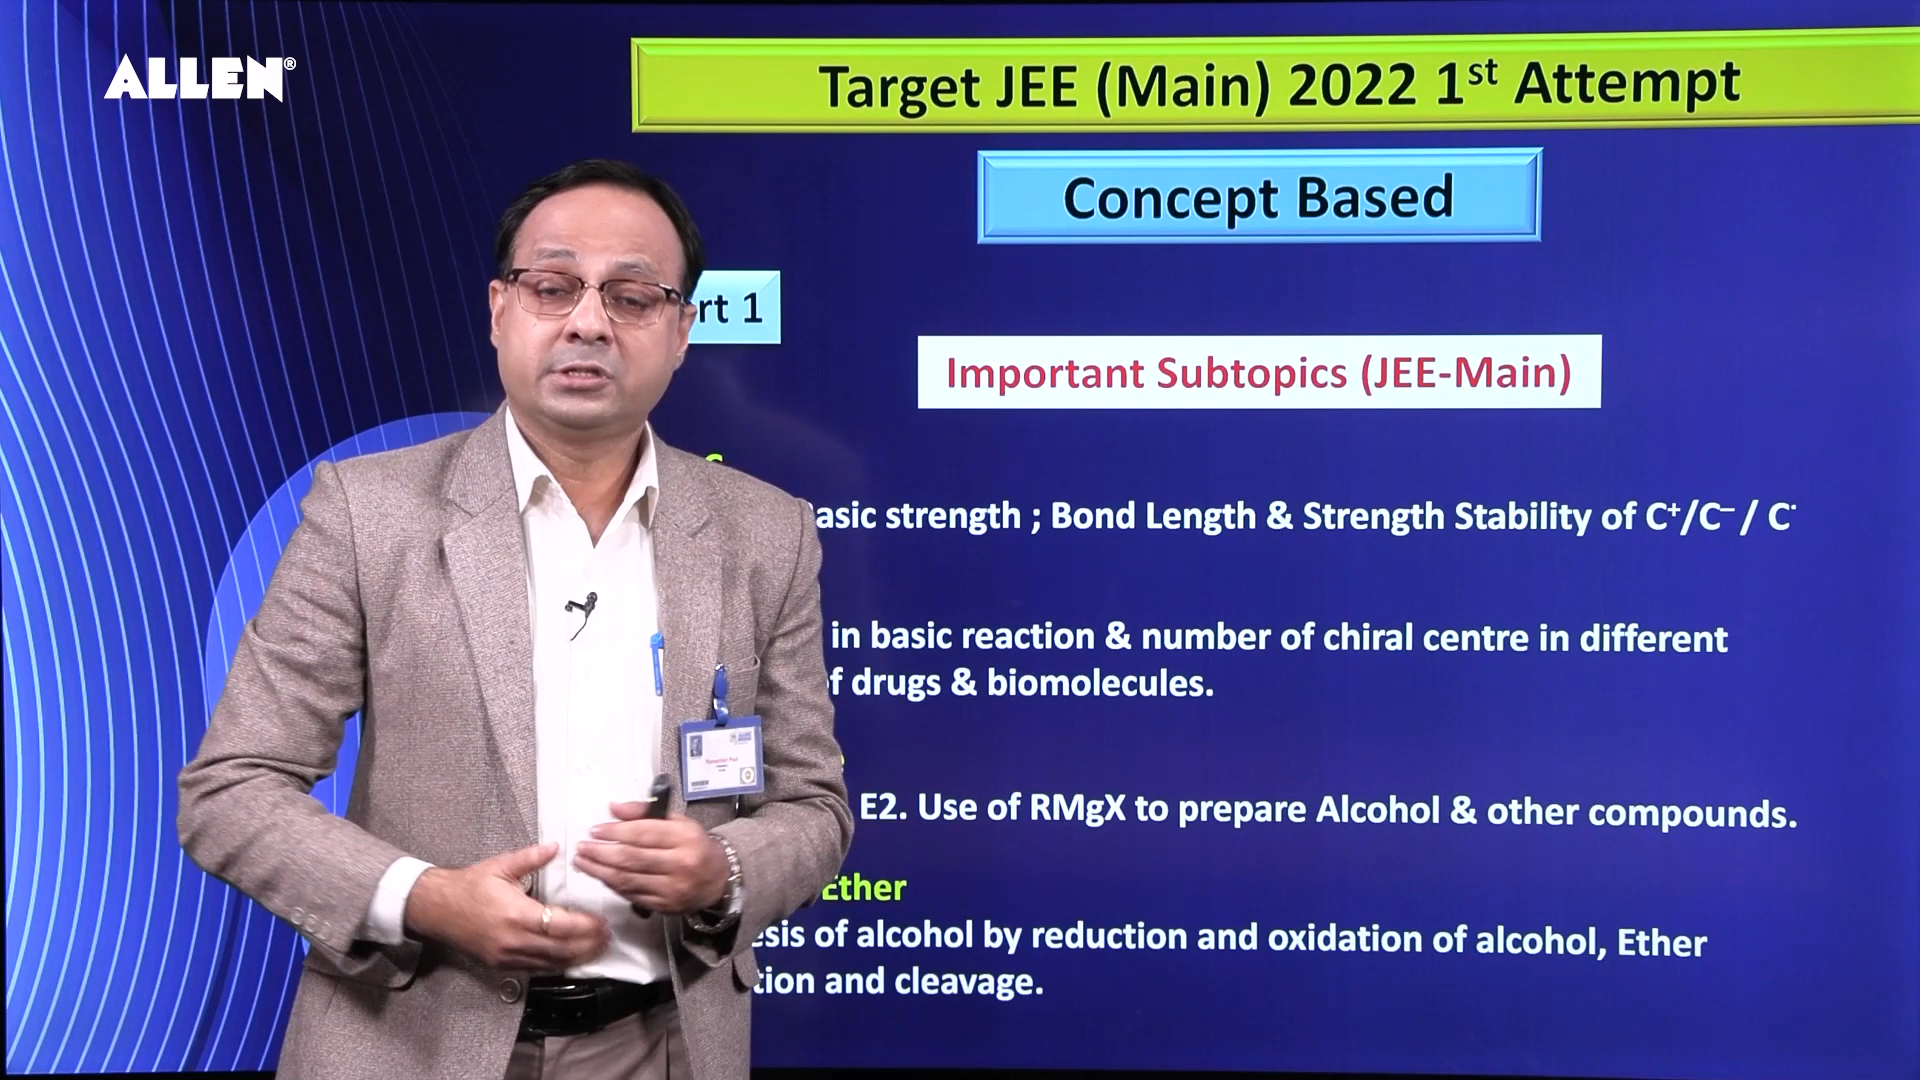 ALLEN®
Target JEE (Main) 2022 1st Attempt
Concept Based
rt 1
Important Subtopics (JEE-Main)
asic strength ; Bond Length & Strength Stability of C⁺/C⁻ / C˙
in basic reaction & number of chiral centre in different
of drugs & biomolecules.
E2. Use of RMgX to prepare Alcohol & other compounds.
Ether
esis of alcohol by reduction and oxidation of alcohol, Ether
tion and cleavage.